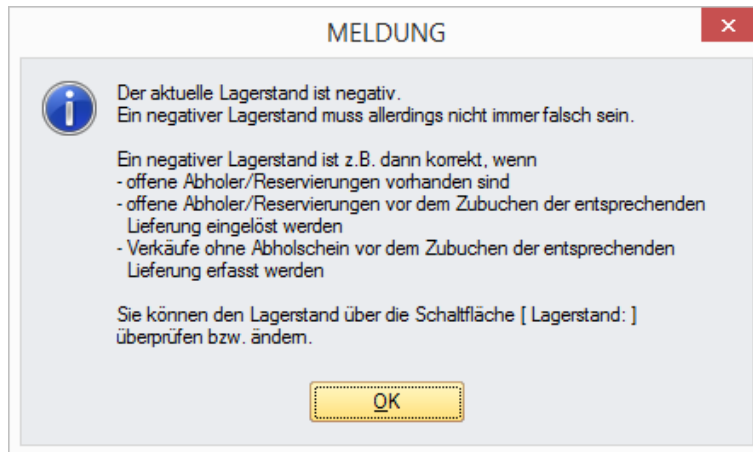 MELDUNG
Der aktuelle Lagerstand ist negativ.
Ein negativer Lagerstand muss allerdings nicht immer falsch sein.
Ein negativer Lagerstand ist z.B. dann korrekt, wenn
- offene Abholer/Reservierungen vorhanden sind
- offene Abholer/Reservierungen vor dem Zubuchen der entsprechenden
Lieferung eingelöst werden
- Verkäufe ohne Abholschein vor dem Zubuchen der entsprechenden
Lieferung erfasst werden
Sie können den Lagerstand über die Schaltfläche [ Lagerstand: ]
überprüfen bzw. ändern.
OK